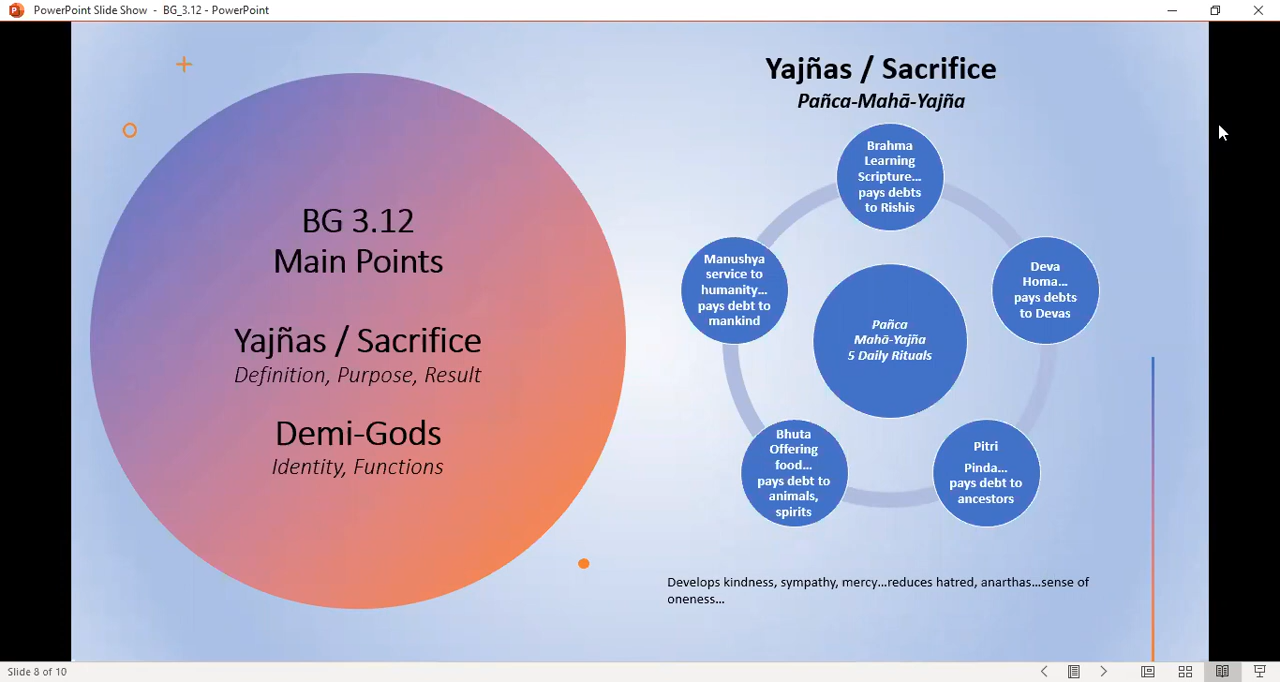 PowerPoint Slide Show - BG_3.12 - PowerPoint
BG 3.12
Main Points
Yajñas / Sacrifice
Definition, Purpose, Result
Demi-Gods
Identity, Functions
Yajñas / Sacrifice
Pañca-Mahā-Yajña
Brahma
Learning
Scripture...
pays debts
to Rishis
Deva
Homa...
pays debts
to Devas
Pitri
Pinda...
pays debt to
ancestors
Bhuta
Offering
food...
pays debt to
animals,
spirits
Manushya
service to
humanity...
pays debt to
mankind
Pañca
Mahā-Yajña
5 Daily Rituals
Develops kindness, sympathy, mercy...reduces hatred, anarthas...sense of
oneness...
Slide 8 of 10